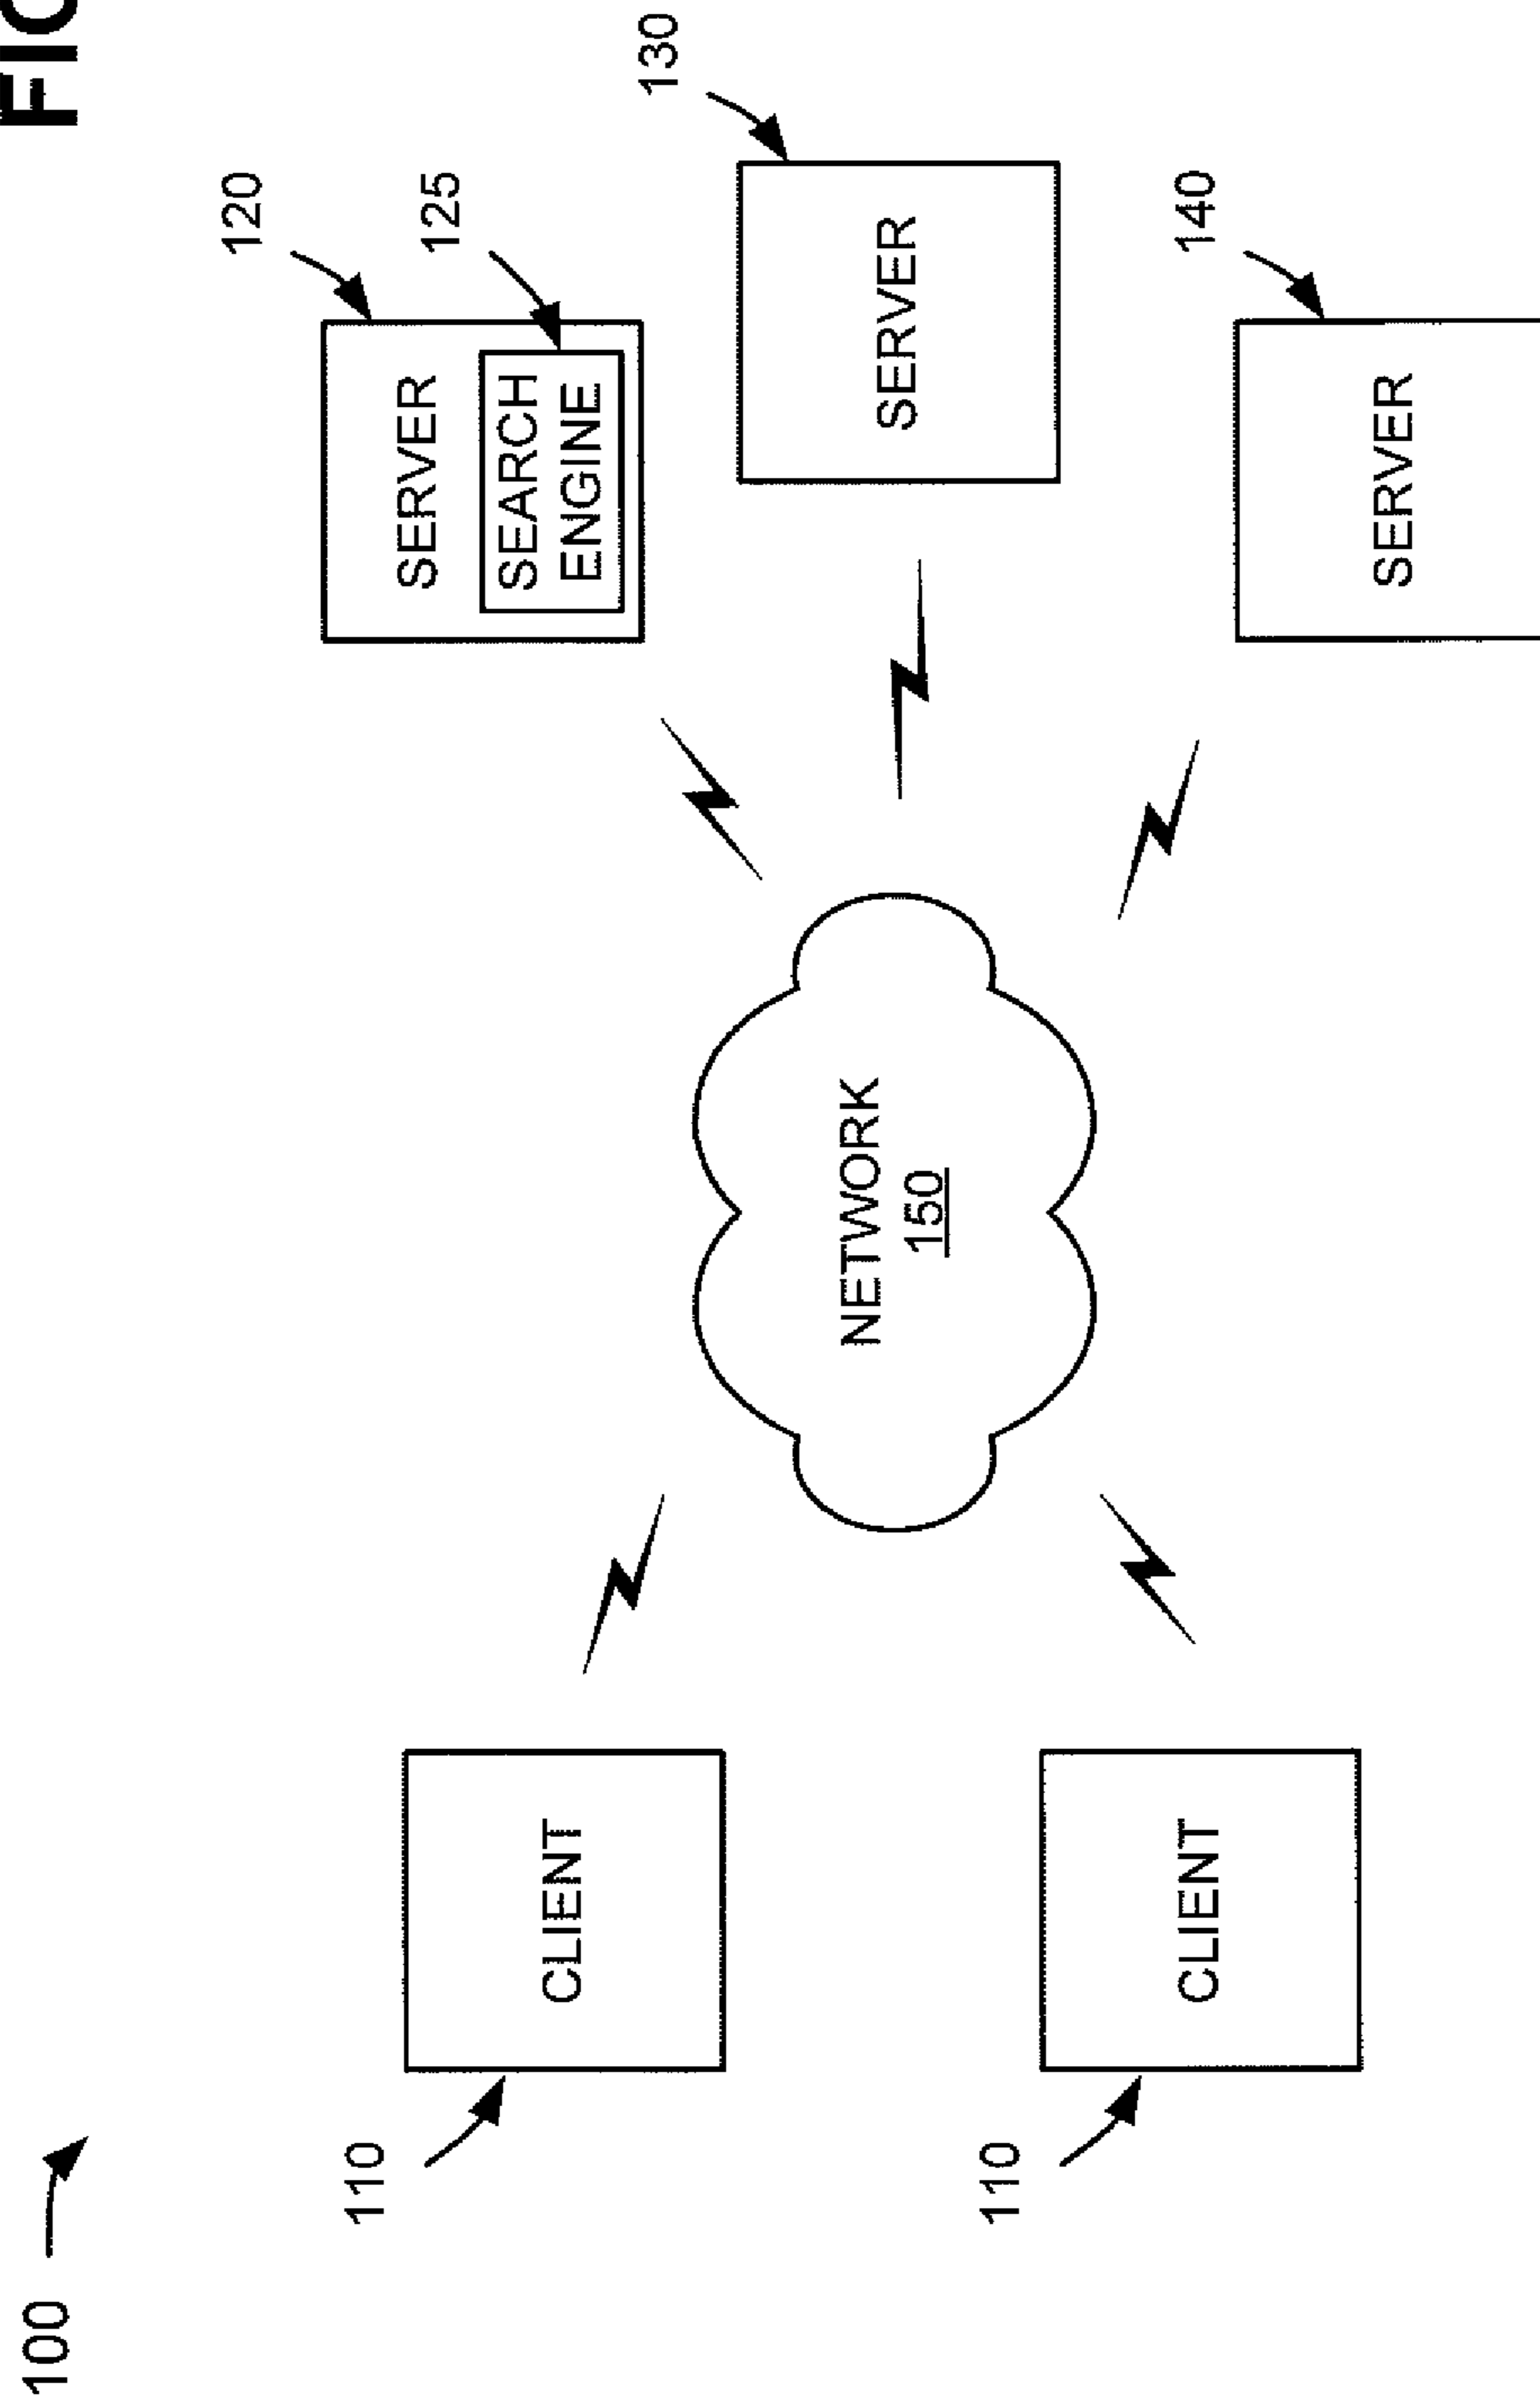 FIG
100
120
SERVER
125
SEARCH
ENGINE
110
CLIENT
130
SERVER
NETWORK
150
110
CLIENT
140
SERVER